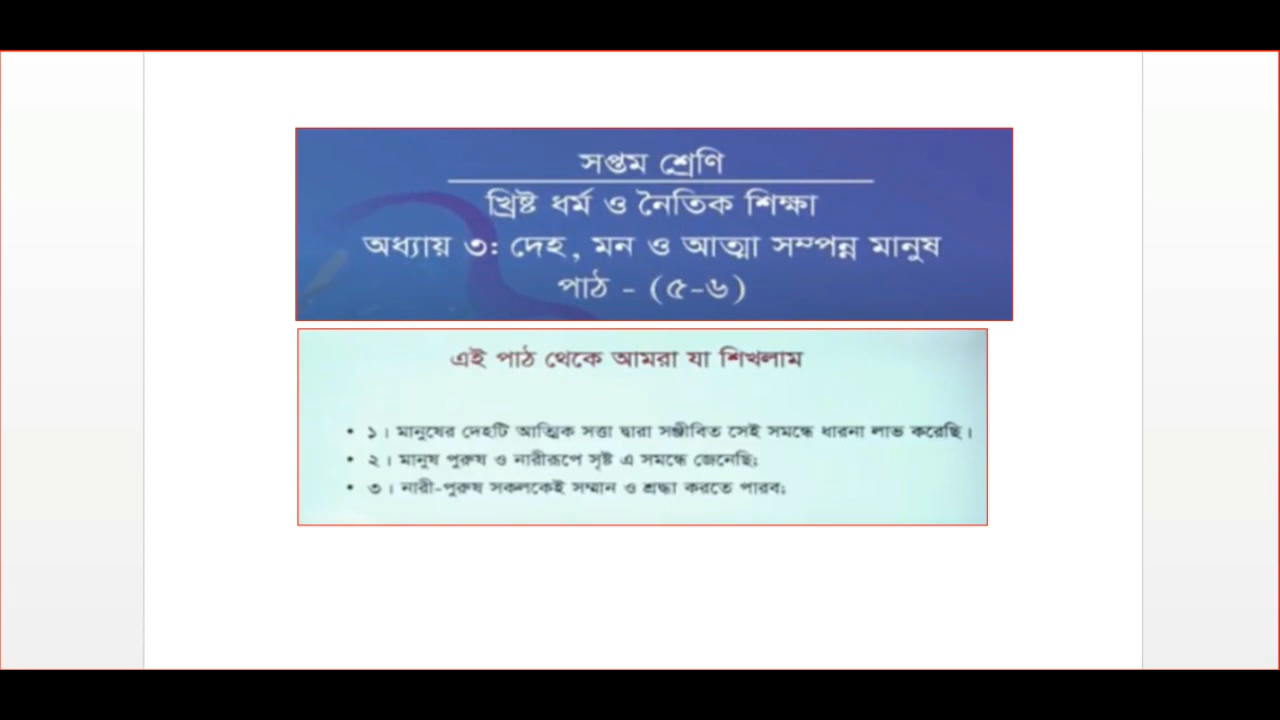 সপ্তম শ্রেণি
খ্রিষ্ট ধর্ম ও নৈতিক শিক্ষা
অধ্যায় ৩: দেহ, মন ও আত্মা সম্পন্ন মানুষ
পাঠ - (৫-৬)
এই পাঠ থেকে আমরা যা শিখলাম
• ১। মানুষের দেহটি আত্মিক সত্তা দ্বারা সঞ্জীবিত সেই সমন্ধে ধারনা লাভ করেছি।
• ২। মানুষ পুরুষ ও নারীরূপে সৃষ্ট এ সমন্ধে জেনেছি;
• ৩। নারী-পুরুষ সকলকেই সম্মান ও শ্রদ্ধা করতে পারব;